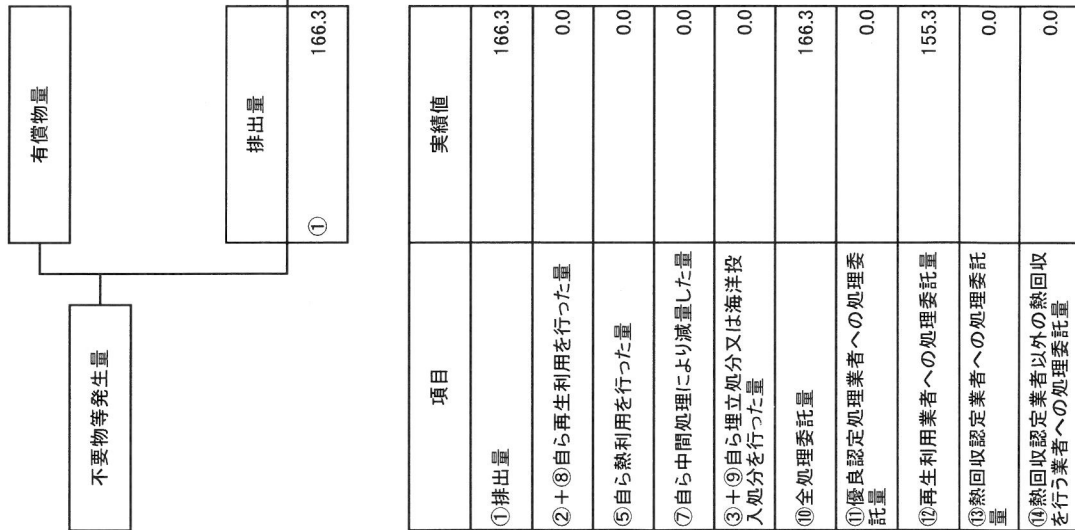 不要物等発生量
有償物量
排出量
①
166.3
項目
実績値
①排出量
166.3
②+⑧自ら再生利用を行った量
0.0
⑤自ら熱利用を行った量
0.0
⑦自ら中間処理により減量した量
0.0
③+⑨自ら埋立処分又は海洋投
入処分を行った量
0.0
⑩全処理委託量
166.3
⑪優良認定処理業者への処理委
託量
0.0
⑫再生利用業者への処理委託量
155.3
⑬熱回収認定業者への処理委託
量
0.0
⑭熱回収認定業者以外の熱回収
を行う業者への処理委託量
0.0